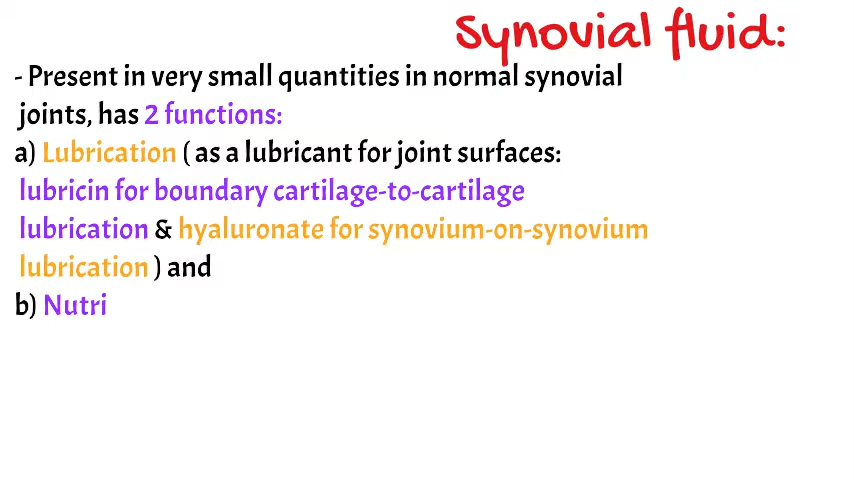 Synovial fluid:
- Present in very small quantities in normal synovial
joints, has 2 functions:
a) Lubrication ( as a lubricant for joint surfaces:
lubricin for boundary cartilage-to-cartilage
lubrication & hyaluronate for synovium-on-synovium
lubrication ) and
b) Nutri